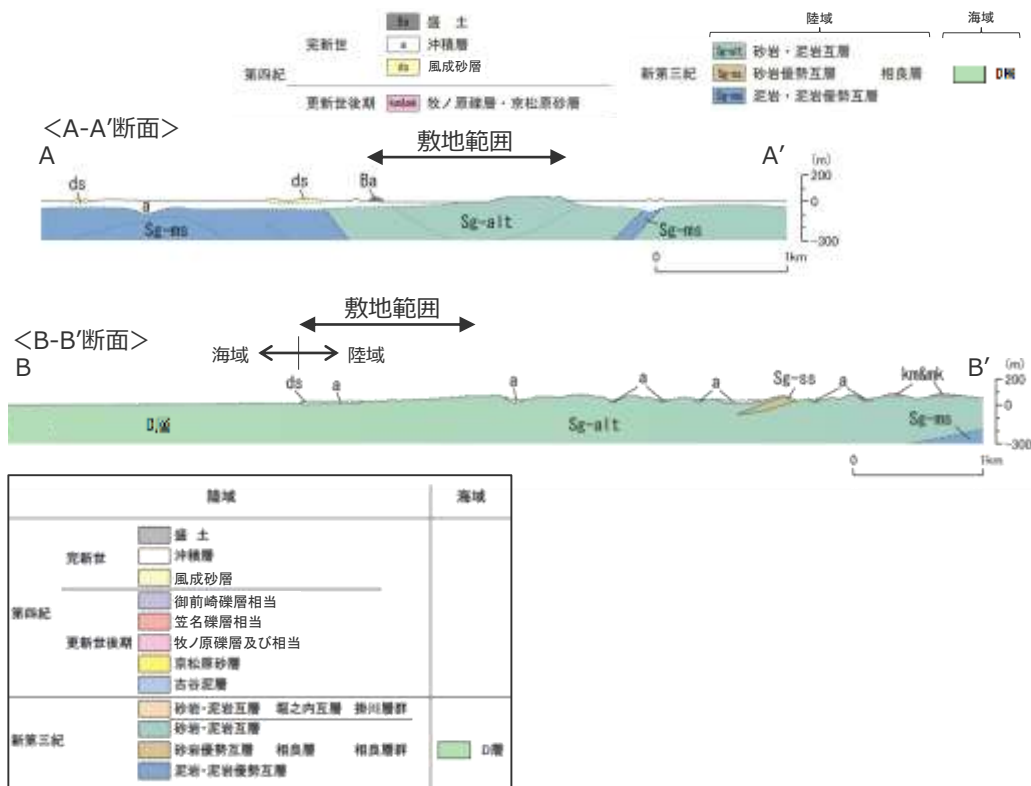 陸域 海域
Ba 盛 土
完新世 a 沖積層
第四紀 ds 風成砂層
更新世後期 km&mk 牧ノ原礫層・京松原砂層
Sg-alt 砂岩・泥岩互層
新第三紀 Sg-ss 砂岩優勢互層 相良層 D層
Sg-ms 泥岩・泥岩優勢互層
<A-A'断面>
敷地範囲
A A' (m)
200
ds ds Ba 0
a
Sg-ms Sg-alt Sg-ms -300
0 1km
敷地範囲
<B-B'断面>
海域 陸域
B B' (m)
ds a a a a Sg-ss a km&mk 200
0
D層 Sg-alt Sg-ms
-300
0 1km
陸域 海域
盛 土
完新世 沖積層
風成砂層
第四紀 御前崎礫層相当
笠名礫層相当
更新世後期 牧ノ原礫層及び相当
京松原砂層
古谷泥層
砂岩・泥岩互層 堀之内互層 掛川層群
砂岩・泥岩互層
新第三紀 砂岩優勢互層 相良層 相良層群 D層
泥岩・泥岩優勢互層